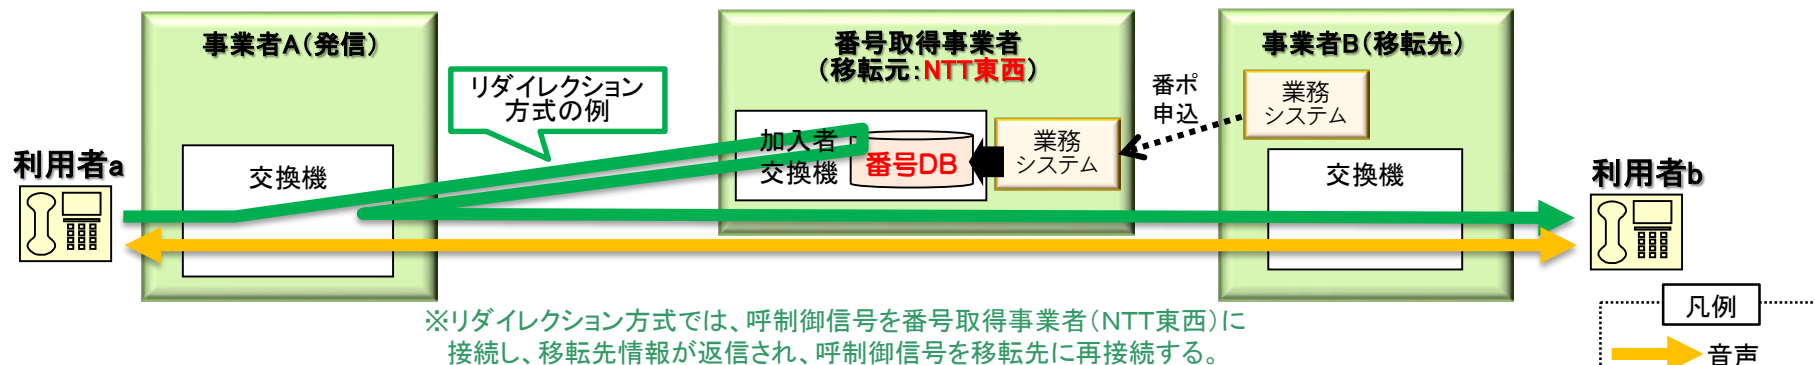 事業者A(発信)
番号取得事業者
(移転元:NTT東西)
事業者B(移転先)
リダイレクション
方式の例
番ポ
申込
業務
システム
加入者
交換機
番号DB
業務
システム
利用者a
交換機
交換機
利用者b
※リダイレクション方式では、呼制御信号を番号取得事業者(NTT東西)に
接続し、移転先情報が返信され、呼制御信号を移転先に再接続する。
凡例
音声